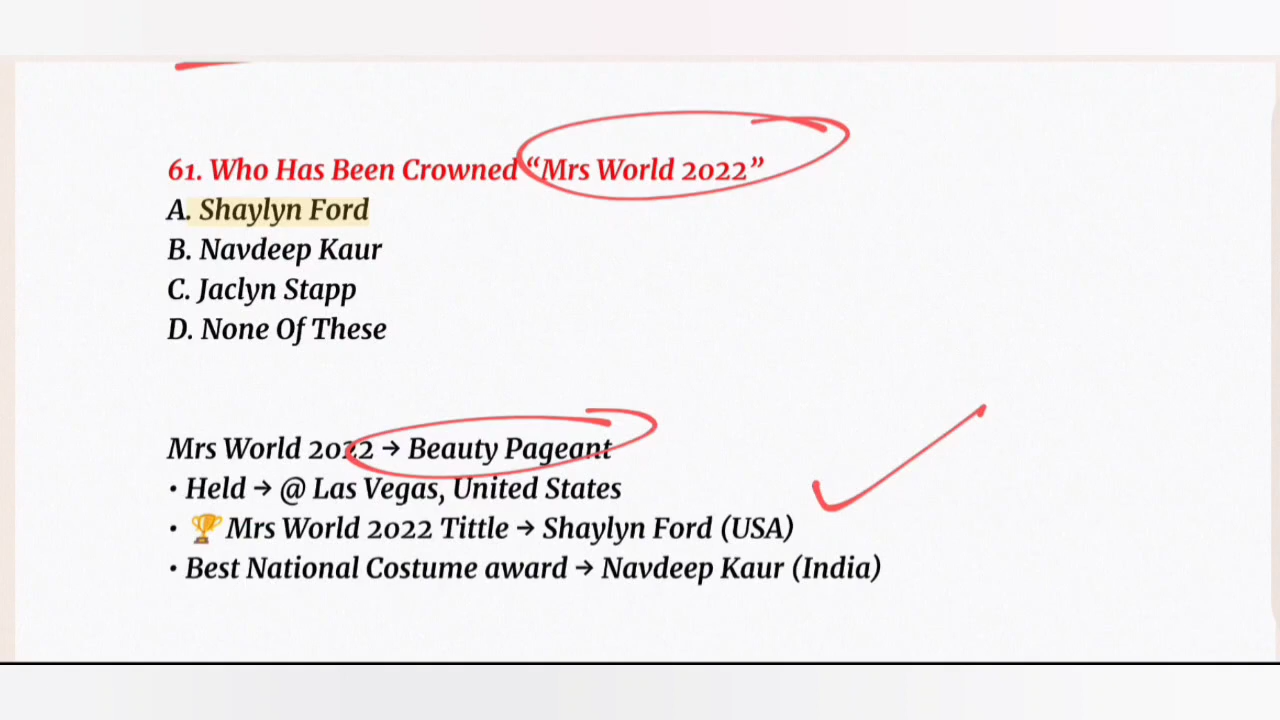 61. Who Has Been Crowned “Mrs World 2022”
A. Shaylyn Ford
B. Navdeep Kaur
C. Jaclyn Stapp
D. None Of These
Mrs World 2022 → Beauty Pageant
• Held → @ Las Vegas, United States
• 🏆Mrs World 2022 Tittle → Shaylyn Ford (USA)
• Best National Costume award → Navdeep Kaur (India)